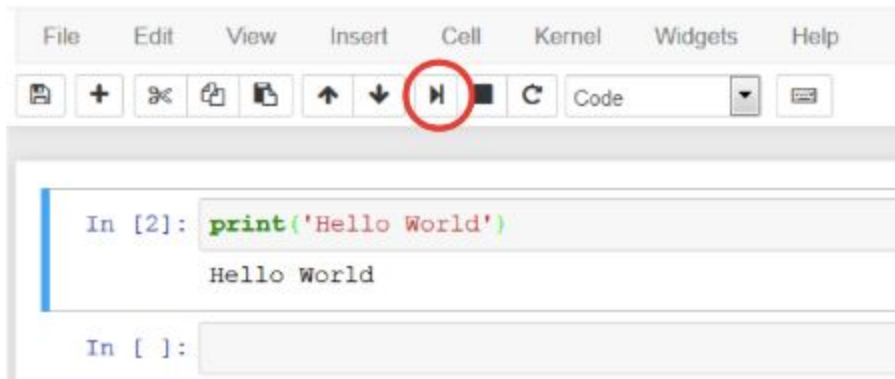 File Edit View Insert Cell Kernel Widgets Help
Code
In [2]: print('Hello World')
Hello World
In [ ]: